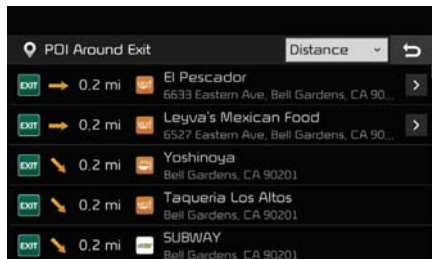 POI Around Exit
Distance
EXIT 0.2 mi El Pescador
6633 Eastern Ave, Bell Gardens, CA 90...
EXIT 0.2 mi Leyva's Mexican Food
6527 Eastern Ave, Bell Gardens, CA 90...
EXIT 0.2 mi Yoshinoya
Bell Gardens, CA 90201
EXIT 0.2 mi Taqueria Los Altos
Bell Gardens, CA 90201
EXIT 0.2 mi SUBWAY
Bell Gardens, CA 90201